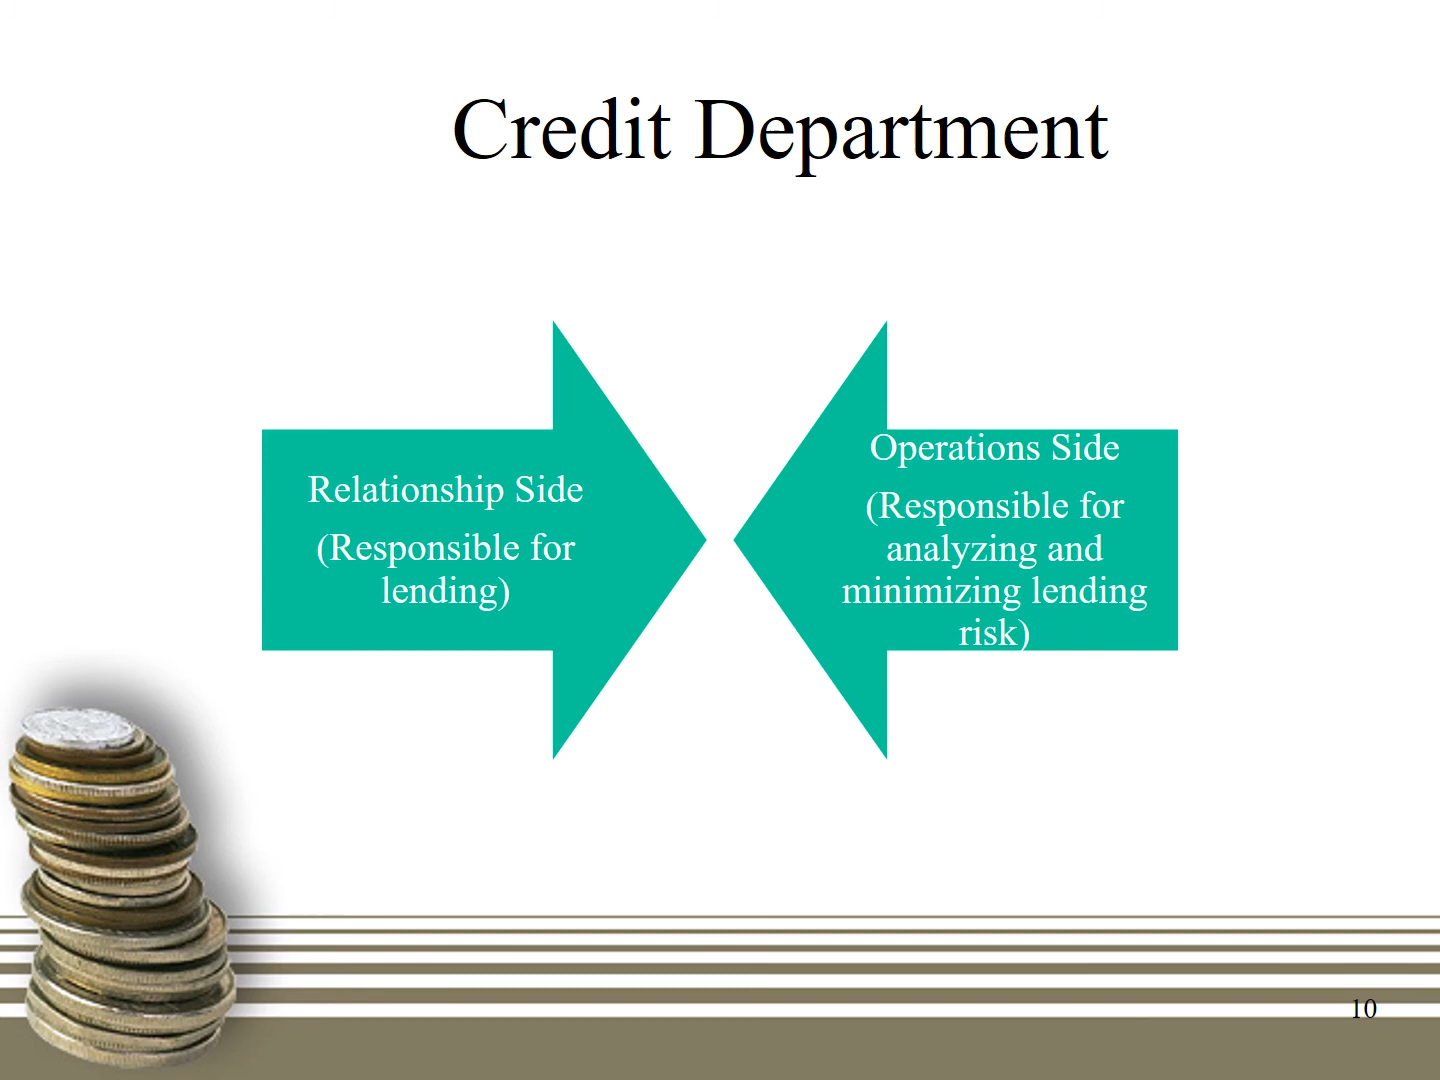 Credit Department
Relationship Side
(Responsible for
lending)
Operations Side
(Responsible for
analyzing and
minimizing lending
risk)
10